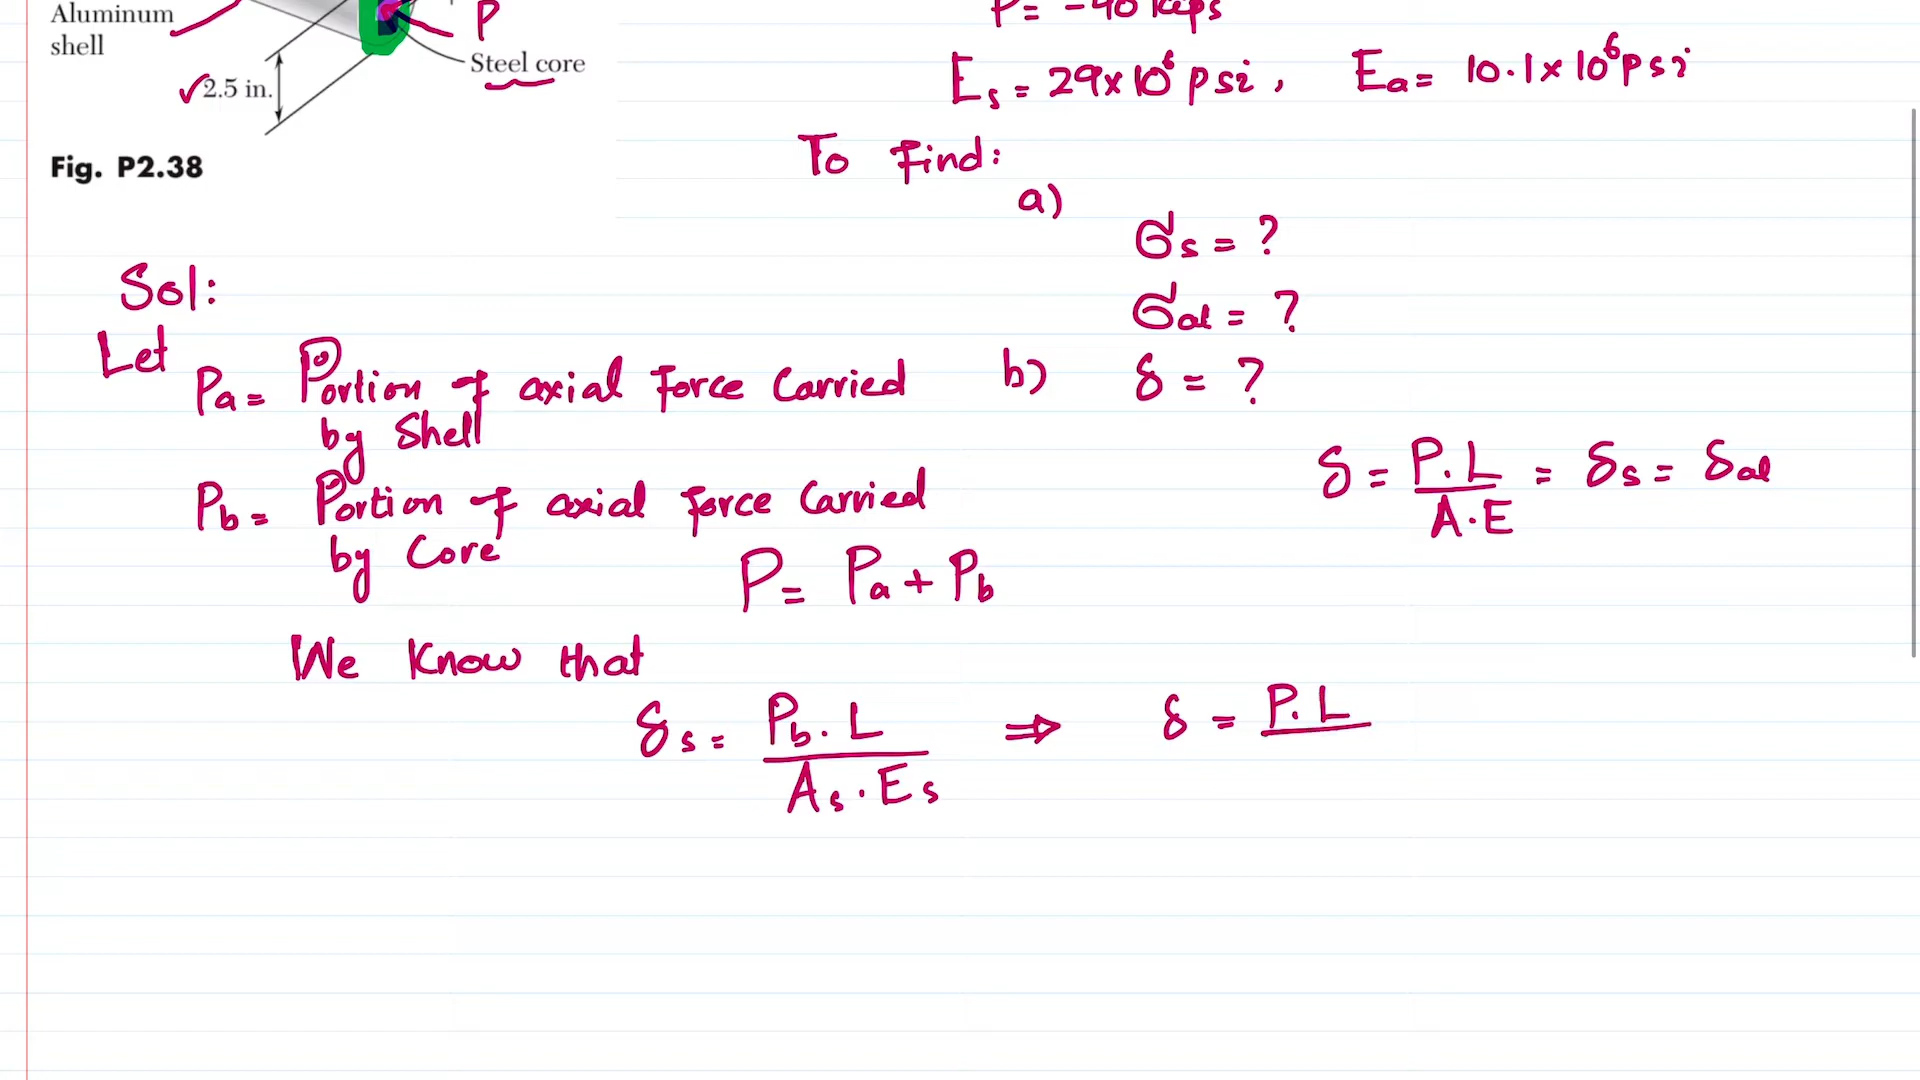 Aluminum
shell
P
Steel core
2.5 in.
Fig. P2.38
P = -40 kips
Es = 29×10⁶ psi, Ea = 10.1×10⁶ psi
To Find:
a)
σs = ?
σal = ?
b) δ = ?
Sol:
Let
Pa = Portion of axial Force Carried
by Shell
Pb = Portion of axial force Carried
by Core
δ = P.L / A.E = δs = δal
P = Pa + Pb
We Know that
δs = Pb.L / As.Es ⇒ δ = P.L